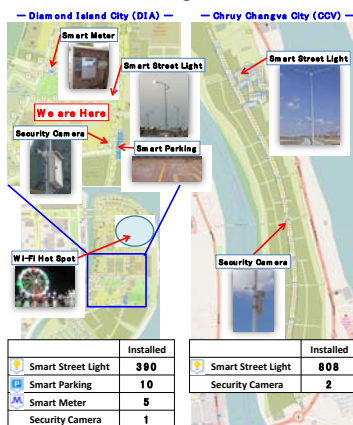 — Diamond Island City (DIA) —
— Chruy Changva City (CCV) —
Smart Meter
Smart Street Light
Smart Street Light
We are Here
Security Camera
Smart Parking
Wi-Fi Hot Spot
Security Camera
Installed
Smart Street Light 390
P Smart Parking 10
M Smart Meter 5
Security Camera 1
Installed
Smart Street Light 808
Security Camera 2